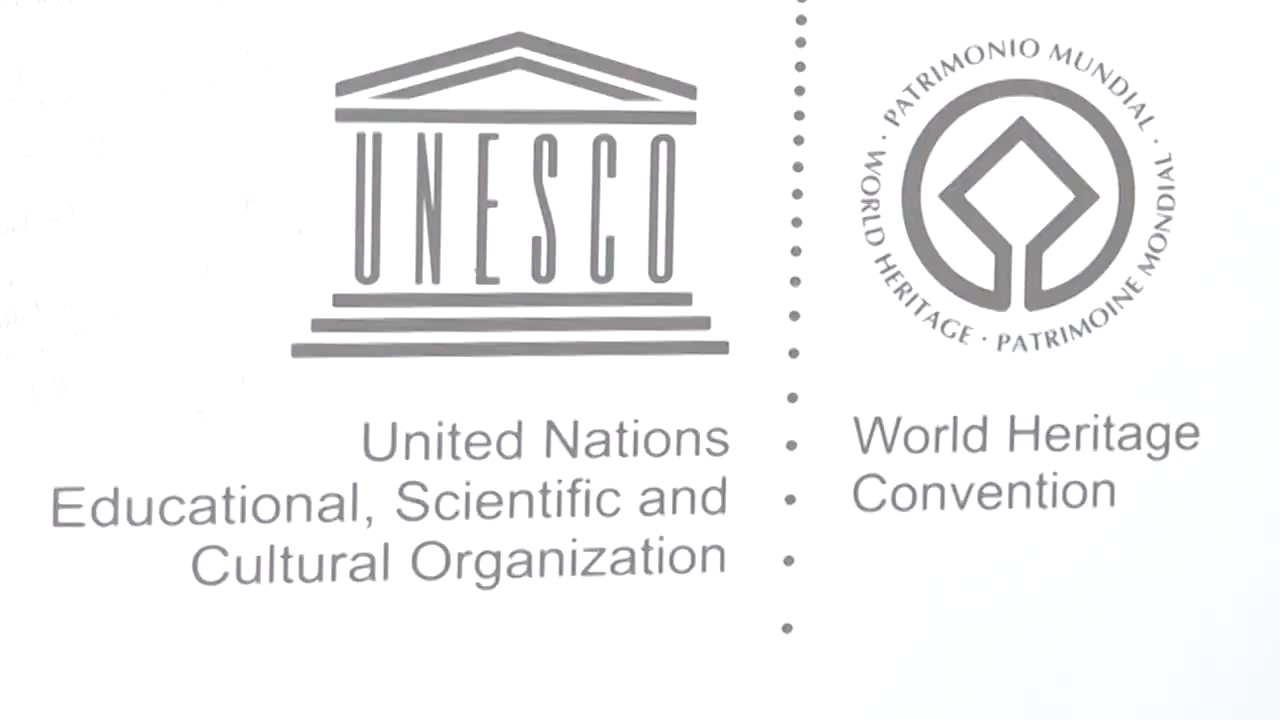 UNESCO
United Nations
Educational, Scientific and
Cultural Organization
WORLD HERITAGE · PATRIMONIO MUNDIAL · PATRIMOINE MONDIAL ·
World Heritage
Convention